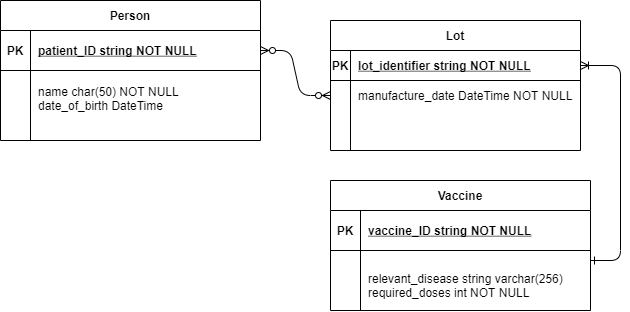 Person
PK patient_ID string NOT NULL
name char(50) NOT NULL
date_of_birth DateTime
Lot
PK lot_identifier string NOT NULL
manufacture_date DateTime NOT NULL
Vaccine
PK vaccine_ID string NOT NULL
relevant_disease string varchar(256)
required_doses int NOT NULL